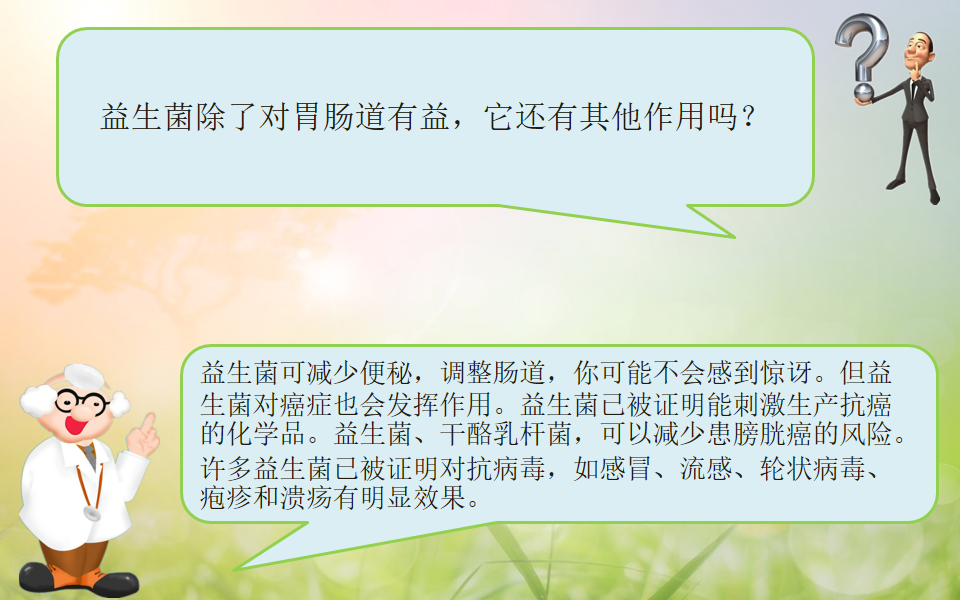 益生菌除了对胃肠道有益，它还有其他作用吗？
益生菌可减少便秘，调整肠道，你可能不会感到惊讶。但益
生菌对癌症也会发挥作用。益生菌已被证明能刺激生产抗癌
的化学品。益生菌、干酪乳杆菌，可以减少患膀胱癌的风险。
许多益生菌已被证明对抗病毒，如感冒、流感、轮状病毒、
疱疹和溃疡有明显效果。